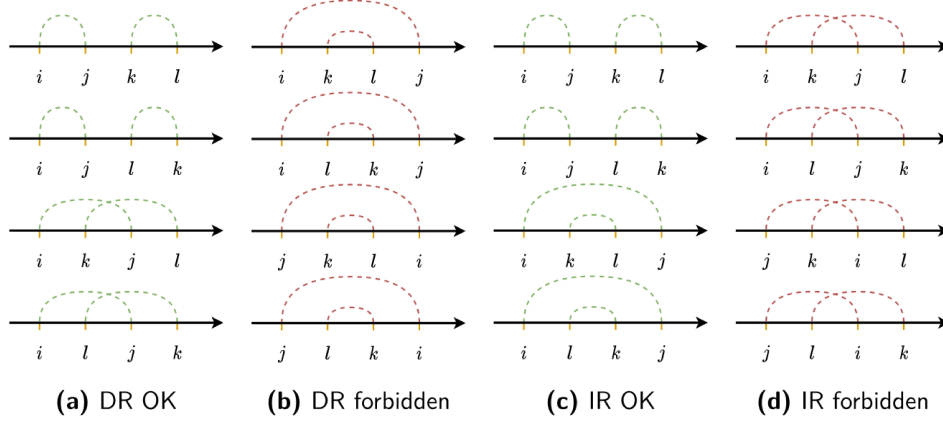 i j k l i k l j i j k l i k j l
i j l k i l k j i j l k i l j k
i k j l j k l i i k l j j k i l
i l j k j l k i i l k j j l i k
(a) DR OK (b) DR forbidden (c) IR OK (d) IR forbidden